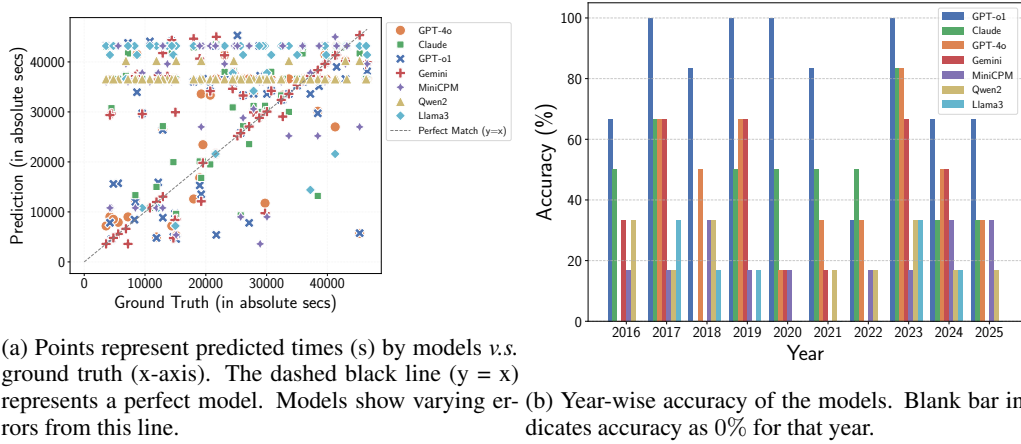 GPT-4o
Claude
GPT-o1
Gemini
MiniCPM
Qwen2
Llama3
Perfect Match (y=x)
Prediction (in absolute secs)
40000
30000
20000
10000
0
0 10000 20000 30000 40000
Ground Truth (in absolute secs)
(a) Points represent predicted times (s) by models v.s.
ground truth (x-axis). The dashed black line (y = x)
represents a perfect model. Models show varying er-
rors from this line.
GPT-o1
Claude
GPT-4o
Gemini
MiniCPM
Qwen2
Llama3
Accuracy (%)
100
80
60
40
20
0
2016 2017 2018 2019 2020 2021 2022 2023 2024 2025
Year
(b) Year-wise accuracy of the models. Blank bar in
dicates accuracy as 0% for that year.